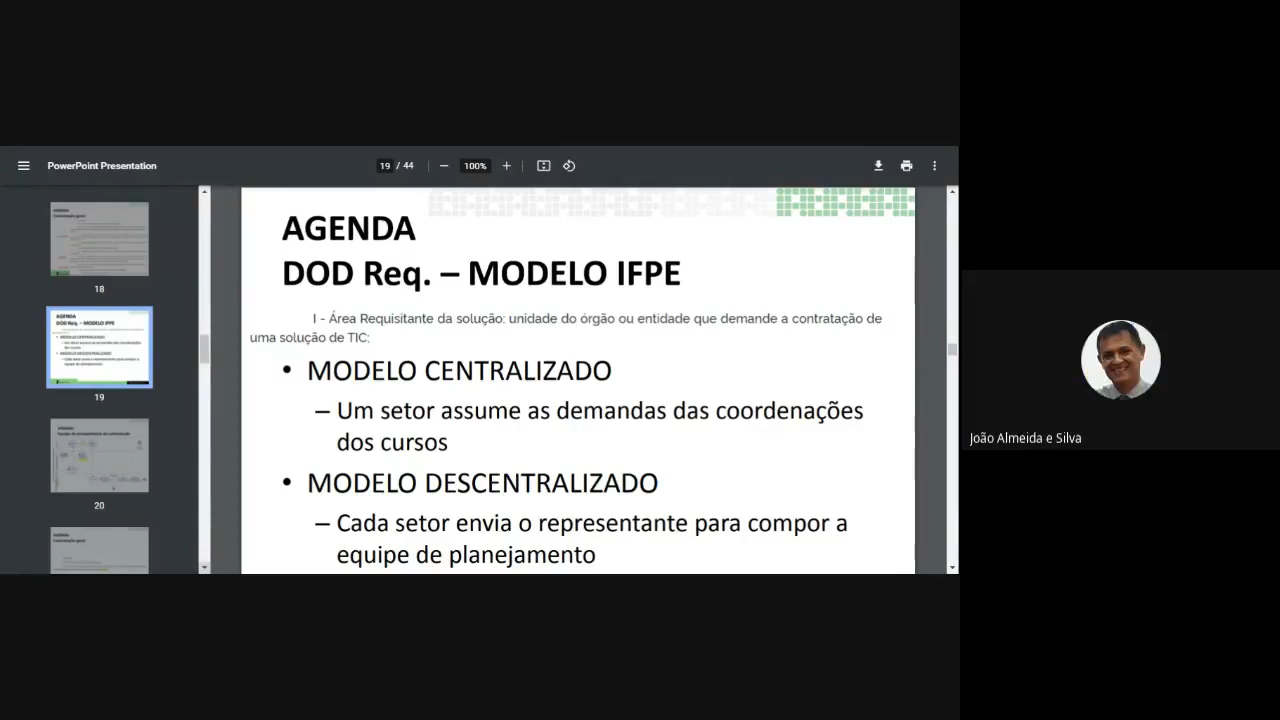 PowerPoint Presentation
19 / 44
100%
18
19
20
AGENDA
DOD Req. – MODELO IFPE
I - Área Requisitante da solução: unidade do órgão ou entidade que demande a contratação de
uma solução de TIC;
• MODELO CENTRALIZADO
– Um setor assume as demandas das coordenações
dos cursos
• MODELO DESCENTRALIZADO
– Cada setor envia o representante para compor a
equipe de planejamento
João Almeida e Silva